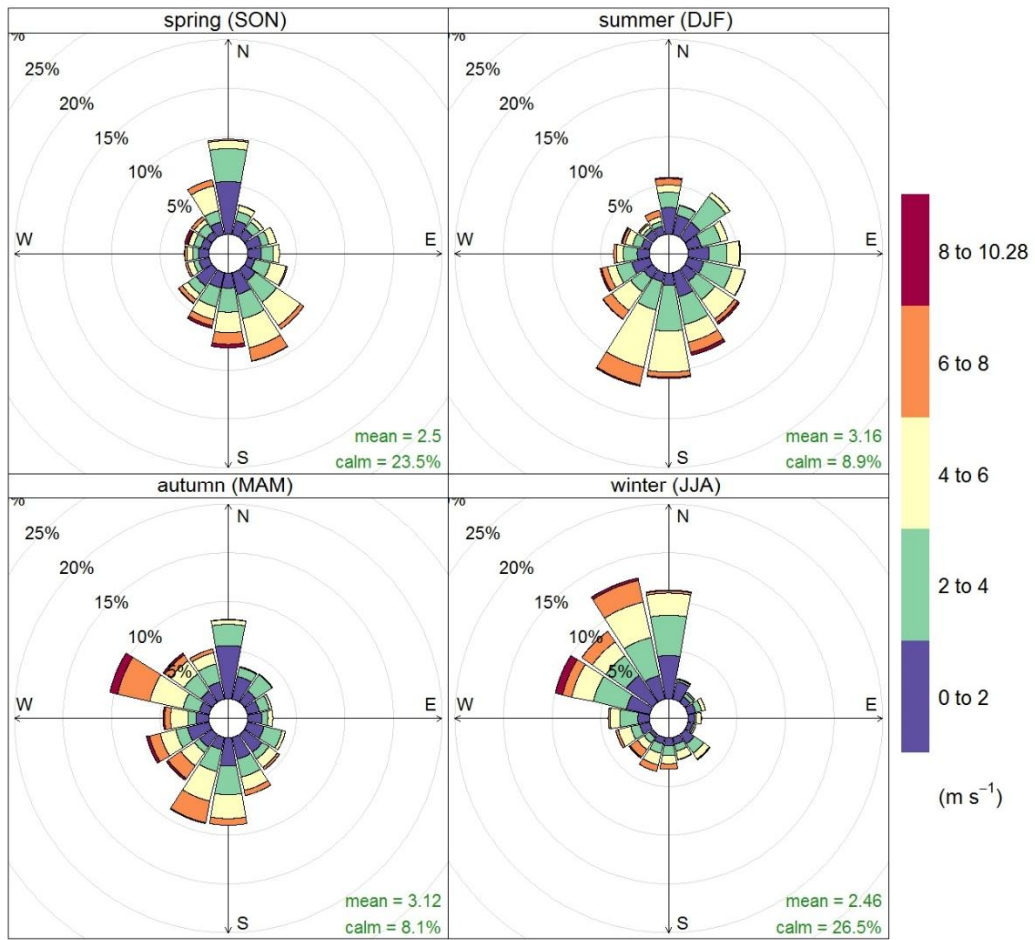 spring (SON)
%
25%
20%
15%
10%
5%
N
W
E
S
mean = 2.5
calm = 23.5%
summer (DJF)
%
25%
20%
15%
10%
5%
N
W
E
S
mean = 3.16
calm = 8.9%
autumn (MAM)
%
25%
20%
15%
10%
5%
N
W
E
S
mean = 3.12
calm = 8.1%
winter (JJA)
%
25%
20%
15%
10%
5%
N
W
E
S
mean = 2.46
calm = 26.5%
8 to 10.28
6 to 8
4 to 6
2 to 4
0 to 2
(m s⁻¹)